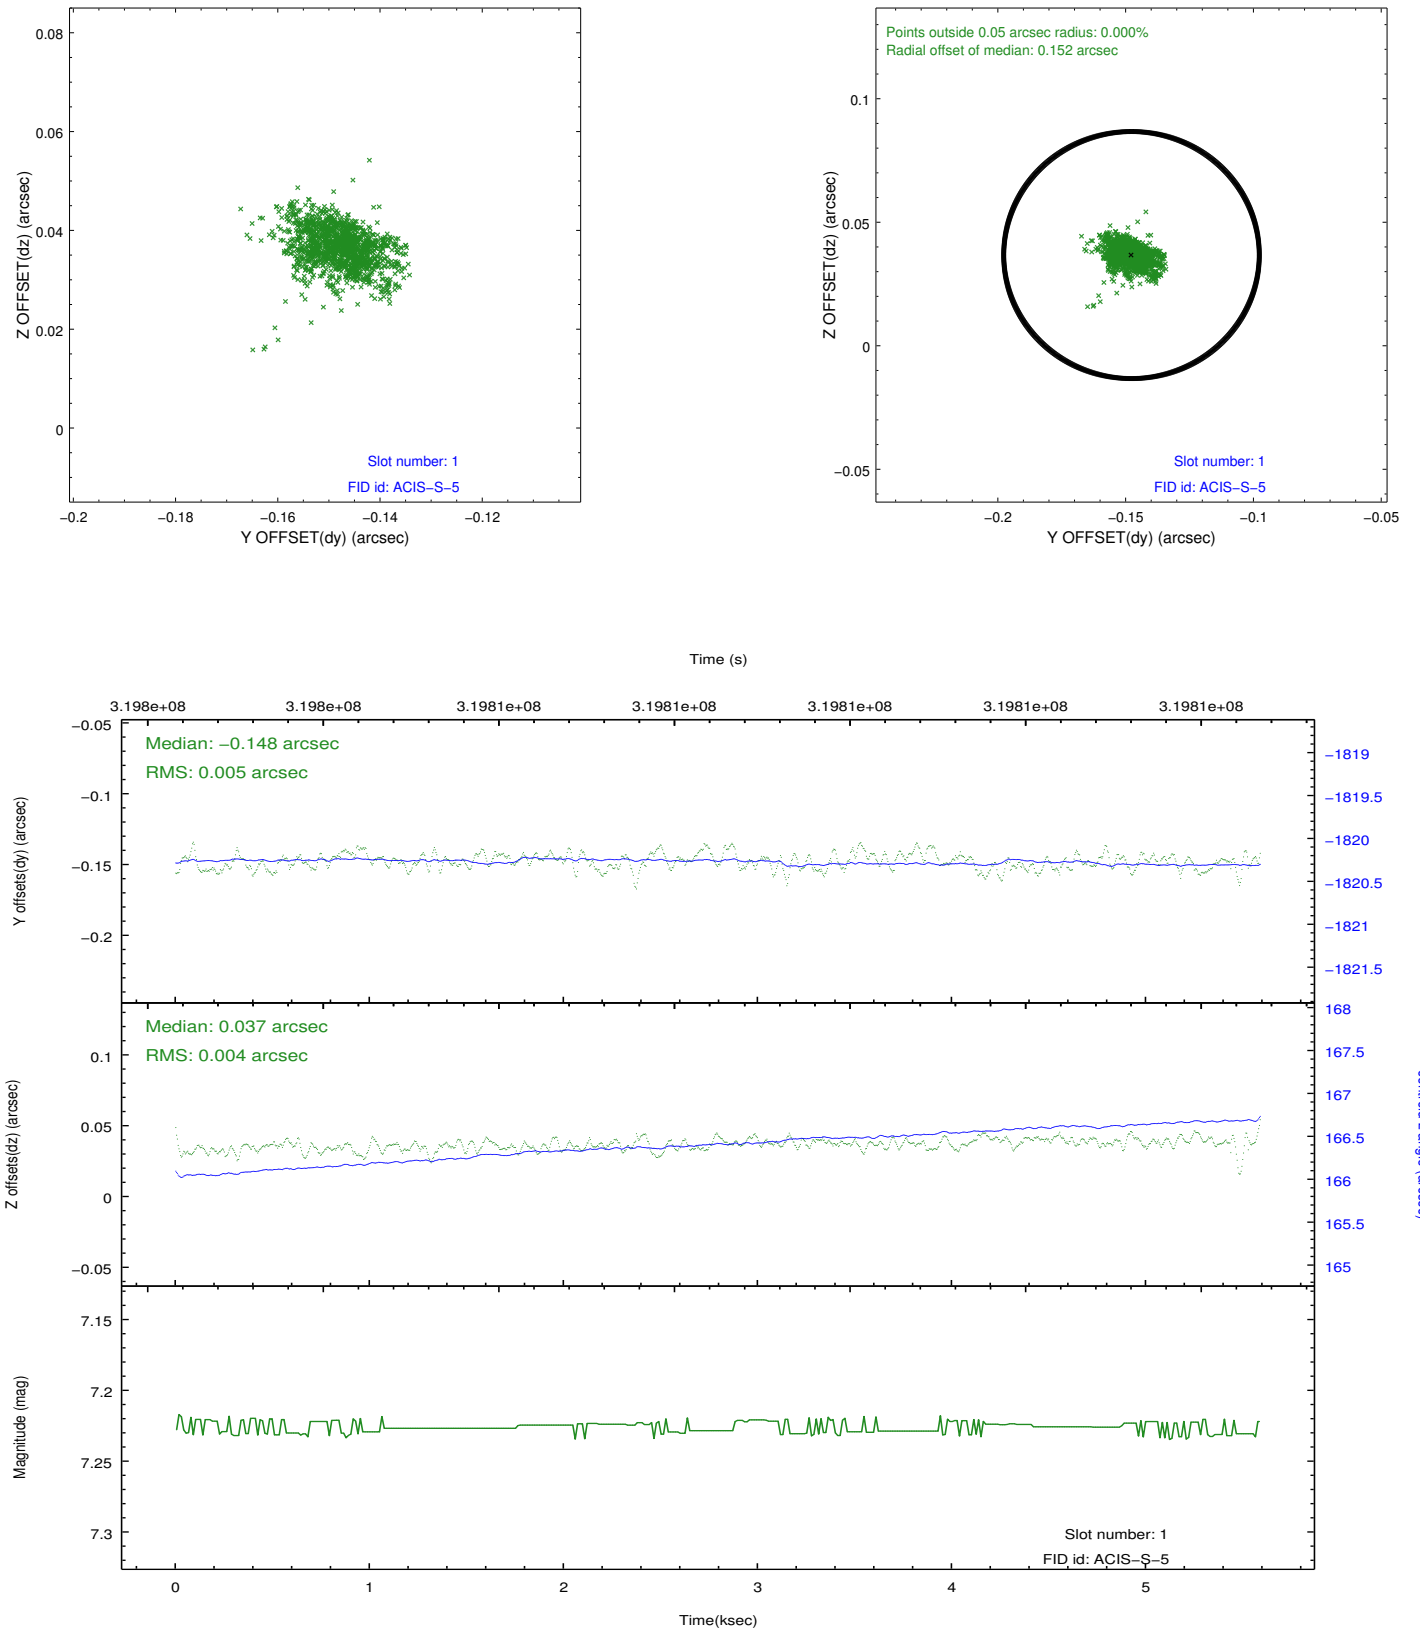 0.08
0.06
0.04
0.02
0
Z OFFSET(dz) (arcsec)
Slot number: 1
FID id: ACIS−S−5
−0.2 −0.18 −0.16 −0.14 −0.12
Y OFFSET(dy) (arcsec)
Points outside 0.05 arcsec radius: 0.000%
Radial offset of median: 0.152 arcsec
0.1
0.05
0
−0.05
Z OFFSET(dz) (arcsec)
Slot number: 1
FID id: ACIS−S−5
−0.2 −0.15 −0.1 −0.05
Y OFFSET(dy) (arcsec)
Time (s)
3.198e+08 3.198e+08 3.1981e+08 3.1981e+08 3.1981e+08 3.1981e+08 3.1981e+08
Median: −0.148 arcsec
RMS: 0.005 arcsec
−0.05
−0.1
−0.15
−0.2
Y offsets(dy) (arcsec)
−1819
−1819.5
−1820
−1820.5
−1821
−1821.5
Median: 0.037 arcsec
RMS: 0.004 arcsec
0.1
0.05
0
−0.05
Z offsets(dz) (arcsec)
168
167.5
167
166.5
166
165.5
165
7.15
7.2
7.25
7.3
Magnitude (mag)
Slot number: 1
FID id: ACIS−S−5
0 1 2 3 4 5
Time(ksec)